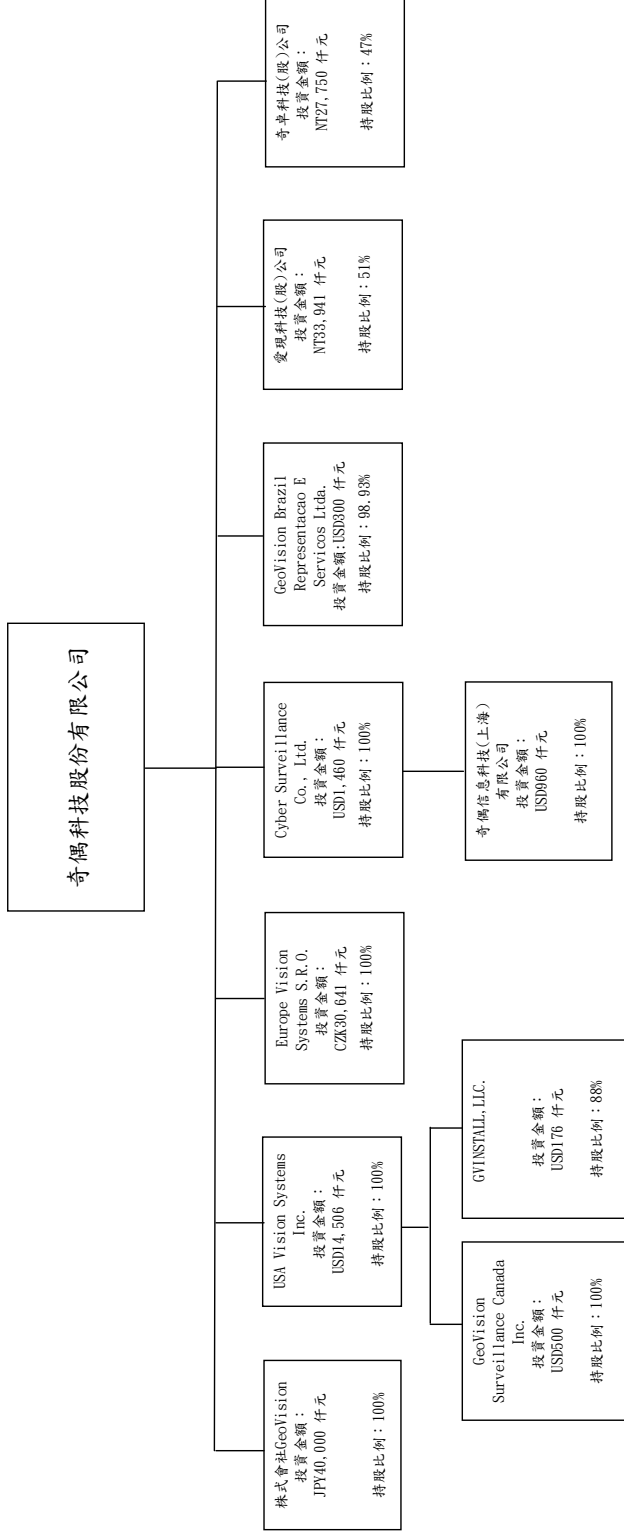 奇偶科技股份有限公司
株式會社GeoVision
投資金額：
JPY40,000 仟元
持股比例：100%
USA Vision Systems
Inc.
投資金額：
USD14,506 仟元
持股比例：100%
Europe Vision
Systems S.R.O.
投資金額：
CZK30,641 仟元
持股比例：100%
Cyber Surveillance
Co., Ltd.
投資金額：
USD1,460 仟元
持股比例：100%
GeoVision Brazil
Representacao E
Servicos Ltda.
投資金額:USD300 仟元
持股比例：98.93%
愛現科技(股)公司
投資金額：
NT33,941 仟元
持股比例：51%
奇卓科技(股)公司
投資金額：
NT27,750 仟元
持股比例：47%
GeoVision
Surveillance Canada
Inc.
投資金額：
USD500 仟元
持股比例：100%
GVINSTALL,LLC.
投資金額：
USD176 仟元
持股比例：88%
奇偶信息科技(上海)
有限公司
投資金額：
USD960 仟元
持股比例：100%